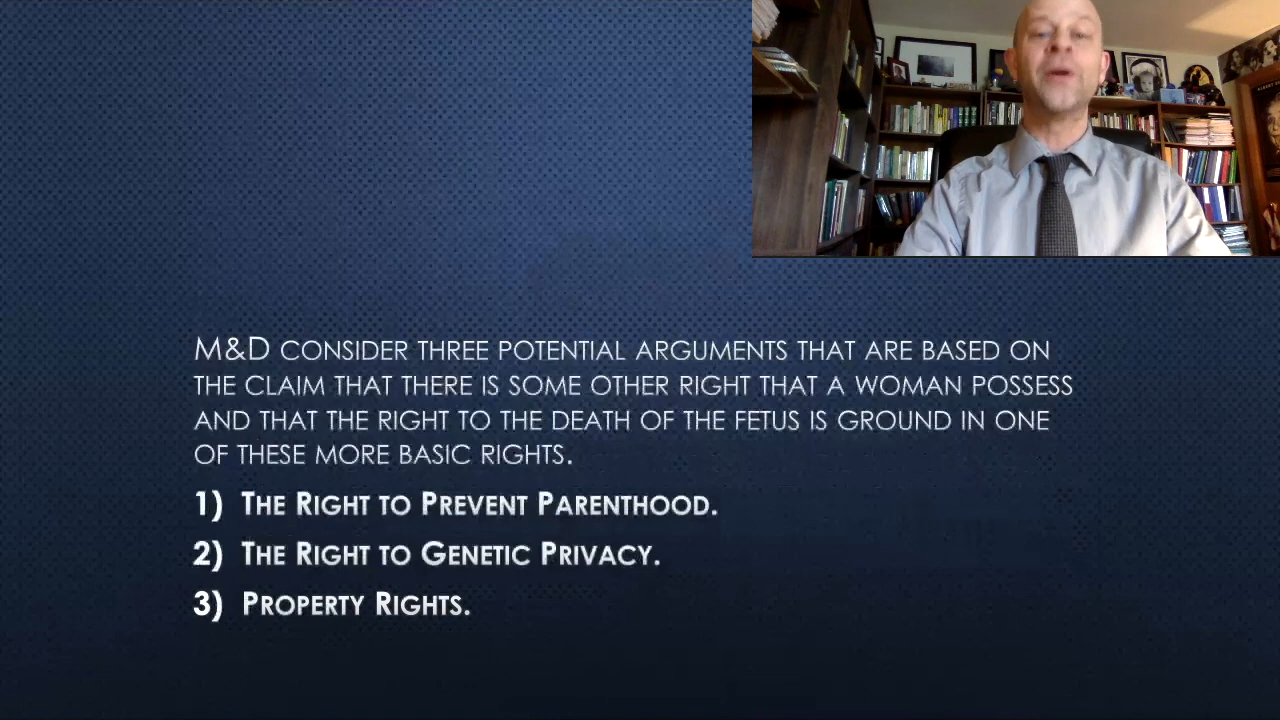 M&D CONSIDER THREE POTENTIAL ARGUMENTS THAT ARE BASED ON
THE CLAIM THAT THERE IS SOME OTHER RIGHT THAT A WOMAN POSSESS
AND THAT THE RIGHT TO THE DEATH OF THE FETUS IS GROUND IN ONE
OF THESE MORE BASIC RIGHTS.
1) THE RIGHT TO PREVENT PARENTHOOD.
2) THE RIGHT TO GENETIC PRIVACY.
3) PROPERTY RIGHTS.